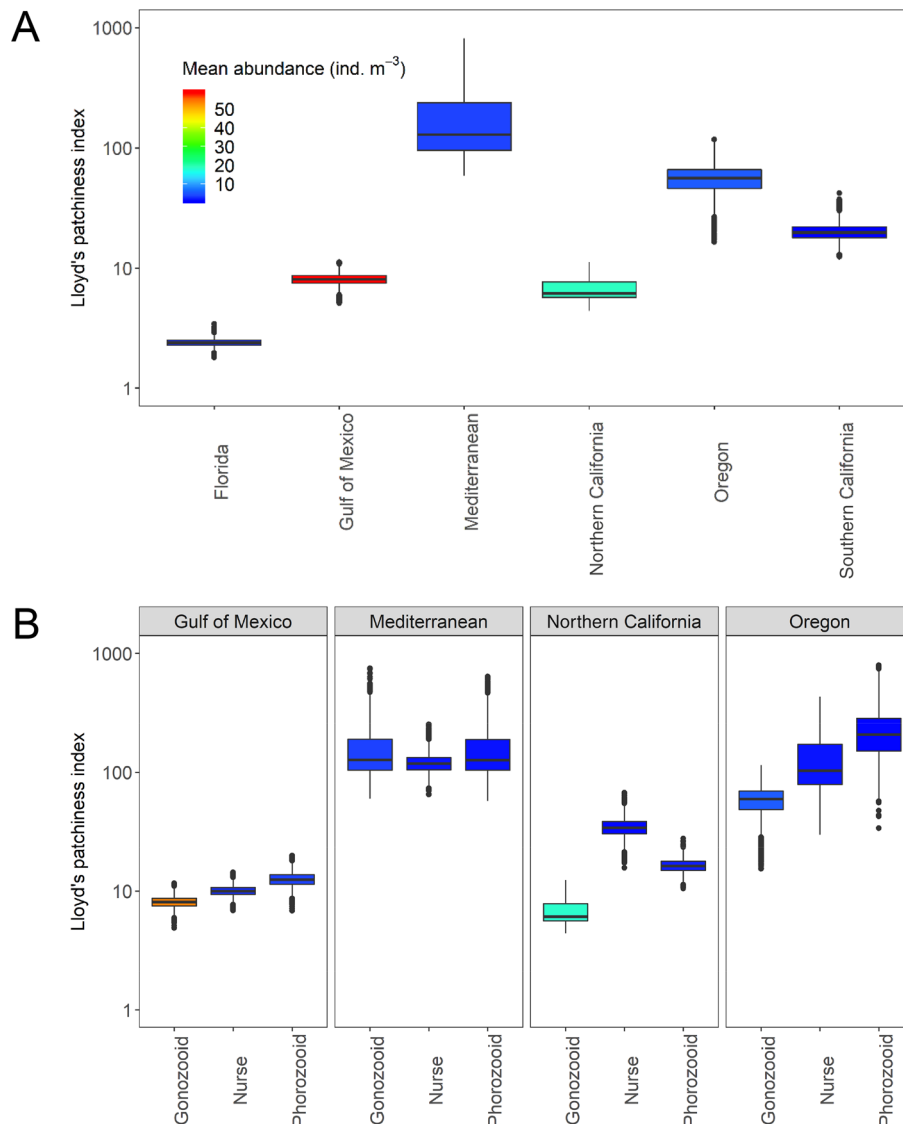 A
1000
100
10
1
Lloyd's patchiness index
Mean abundance (ind. m⁻³)
50
40
30
20
10
Florida
Gulf of Mexico
Mediterranean
Northern California
Oregon
Southern California
B
Gulf of Mexico
Mediterranean
Northern California
Oregon
1000
100
10
1
Lloyd's patchiness index
Gonozooid
Nurse
Phorozooid
Gonozooid
Nurse
Phorozooid
Gonozooid
Nurse
Phorozooid
Gonozooid
Nurse
Phorozooid